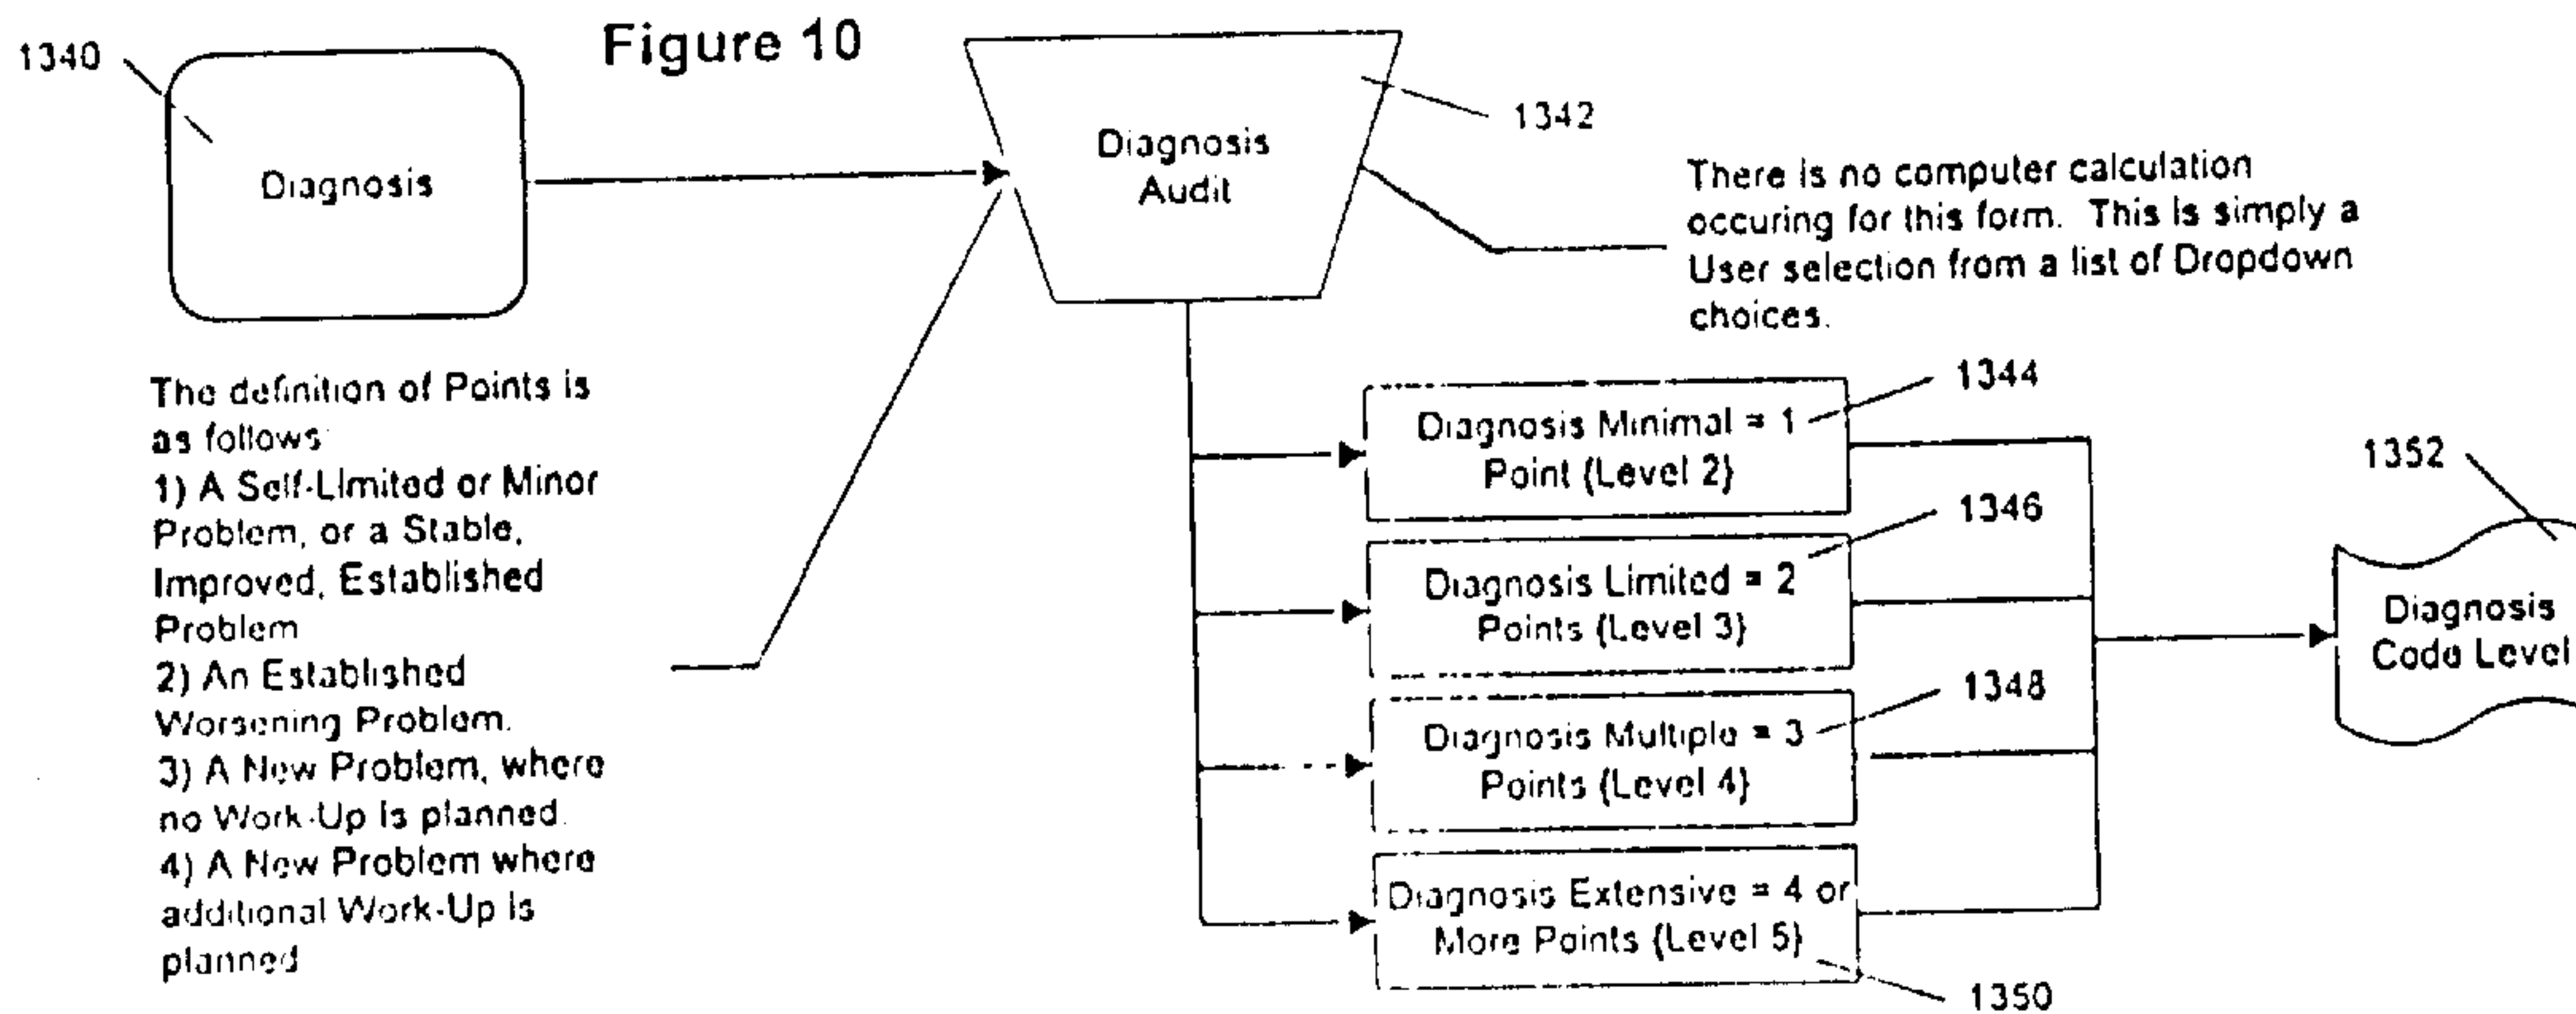 Figure 10
1340
Diagnosis
Diagnosis
Audit
1342
There is no computer calculation
occuring for this form. This is simply a
User selection from a list of Dropdown
choices.
The definition of Points is
as follows:
1) A Self-Limited or Minor
Problem, or a Stable,
Improved, Established
Problem
2) An Established
Worsening Problem.
3) A New Problem, where
no Work-Up is planned.
4) A New Problem where
additional Work-Up is
planned
1344
Diagnosis Minimal = 1
Point (Level 2)
1346
Diagnosis Limited = 2
Points (Level 3)
1348
Diagnosis Multiple = 3
Points (Level 4)
Diagnosis Extensive = 4 or
More Points (Level 5)
1350
1352
Diagnosis
Code Level